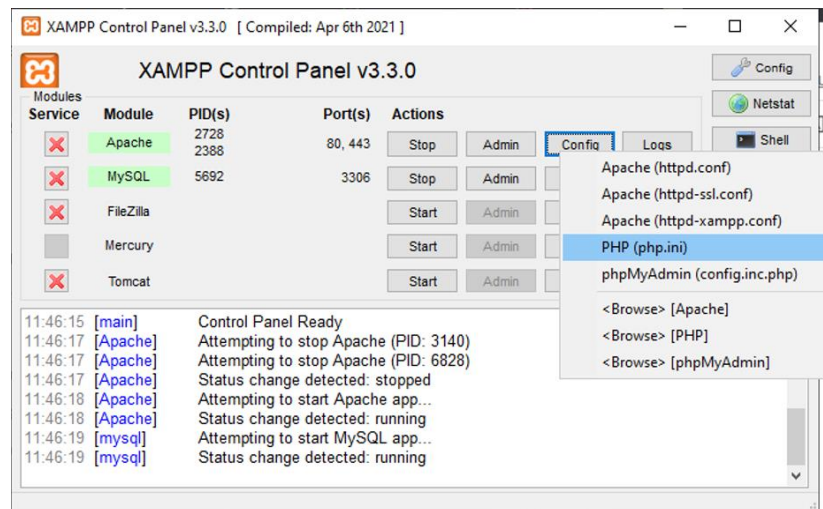 XAMPP Control Panel v3.3.0 [ Compiled: Apr 6th 2021 ]
XAMPP Control Panel v3.3.0
Config
Netstat
Shell
Modules
Service Module PID(s) Port(s) Actions
Apache 2728 2388 80, 443 Stop Admin Config Logs
MySQL 5692 3306 Stop Admin
FileZilla Start Admin
Mercury Start Admin
Tomcat Start Admin
Apache (httpd.conf)
Apache (httpd-ssl.conf)
Apache (httpd-xampp.conf)
PHP (php.ini)
phpMyAdmin (config.inc.php)
<Browse> [Apache]
<Browse> [PHP]
<Browse> [phpMyAdmin]
11:46:15 [main] Control Panel Ready
11:46:17 [Apache] Attempting to stop Apache (PID: 3140)
11:46:17 [Apache] Attempting to stop Apache (PID: 6828)
11:46:17 [Apache] Status change detected: stopped
11:46:18 [Apache] Attempting to start Apache app...
11:46:18 [Apache] Status change detected: running
11:46:19 [mysql] Attempting to start MySQL app...
11:46:19 [mysql] Status change detected: running